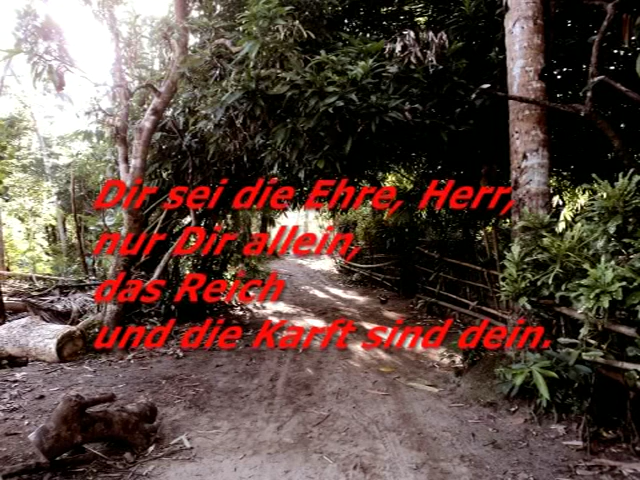 Dir sei die Ehre, Herr,
nur Dir allein,
das Reich
und die Karft sind dein.